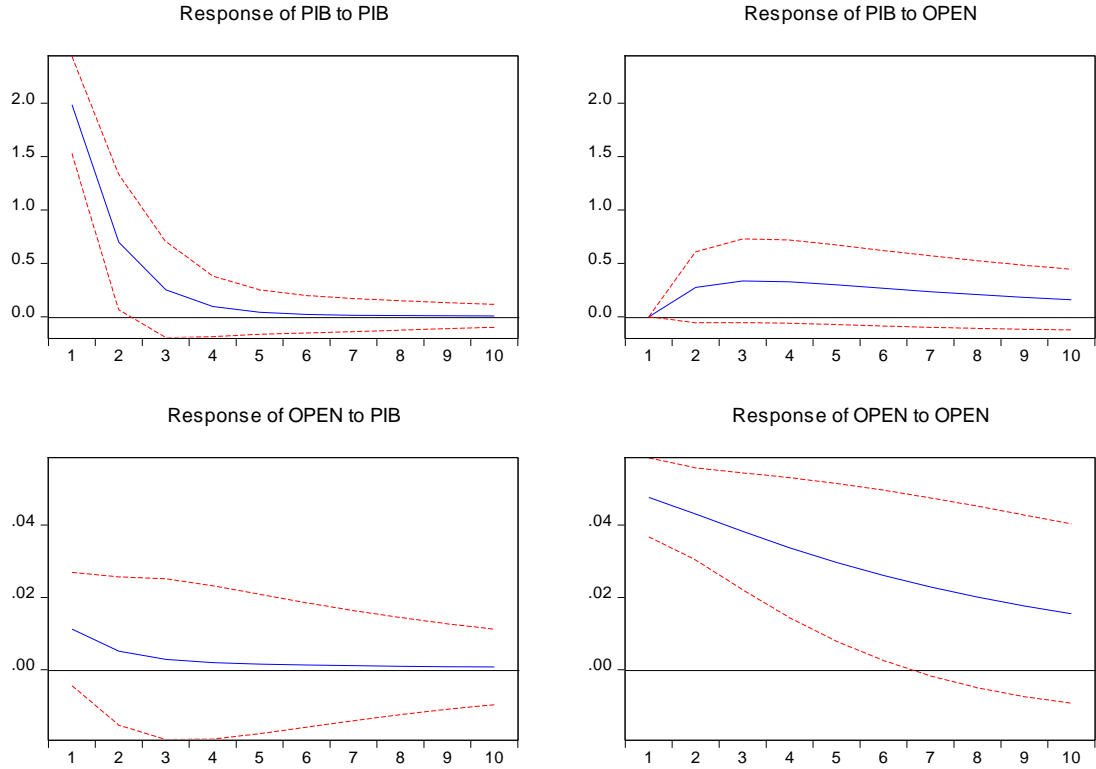 Response of PIB to PIB
2.0
1.5
1.0
0.5
0.0
1 2 3 4 5 6 7 8 9 10
Response of PIB to OPEN
2.0
1.5
1.0
0.5
0.0
1 2 3 4 5 6 7 8 9 10
Response of OPEN to PIB
.04
.02
.00
1 2 3 4 5 6 7 8 9 10
Response of OPEN to OPEN
.04
.02
.00
1 2 3 4 5 6 7 8 9 10